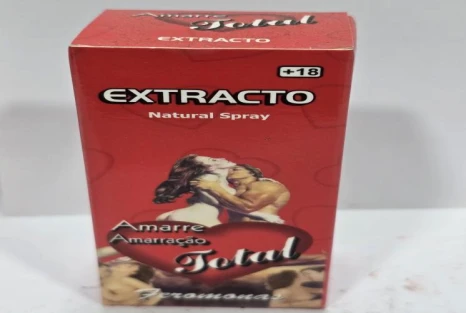 Amarre
Total
EXTRACTO
+18
EXTRACTO
Natural Spray
Amarre
Amarração
Total
Feromonas